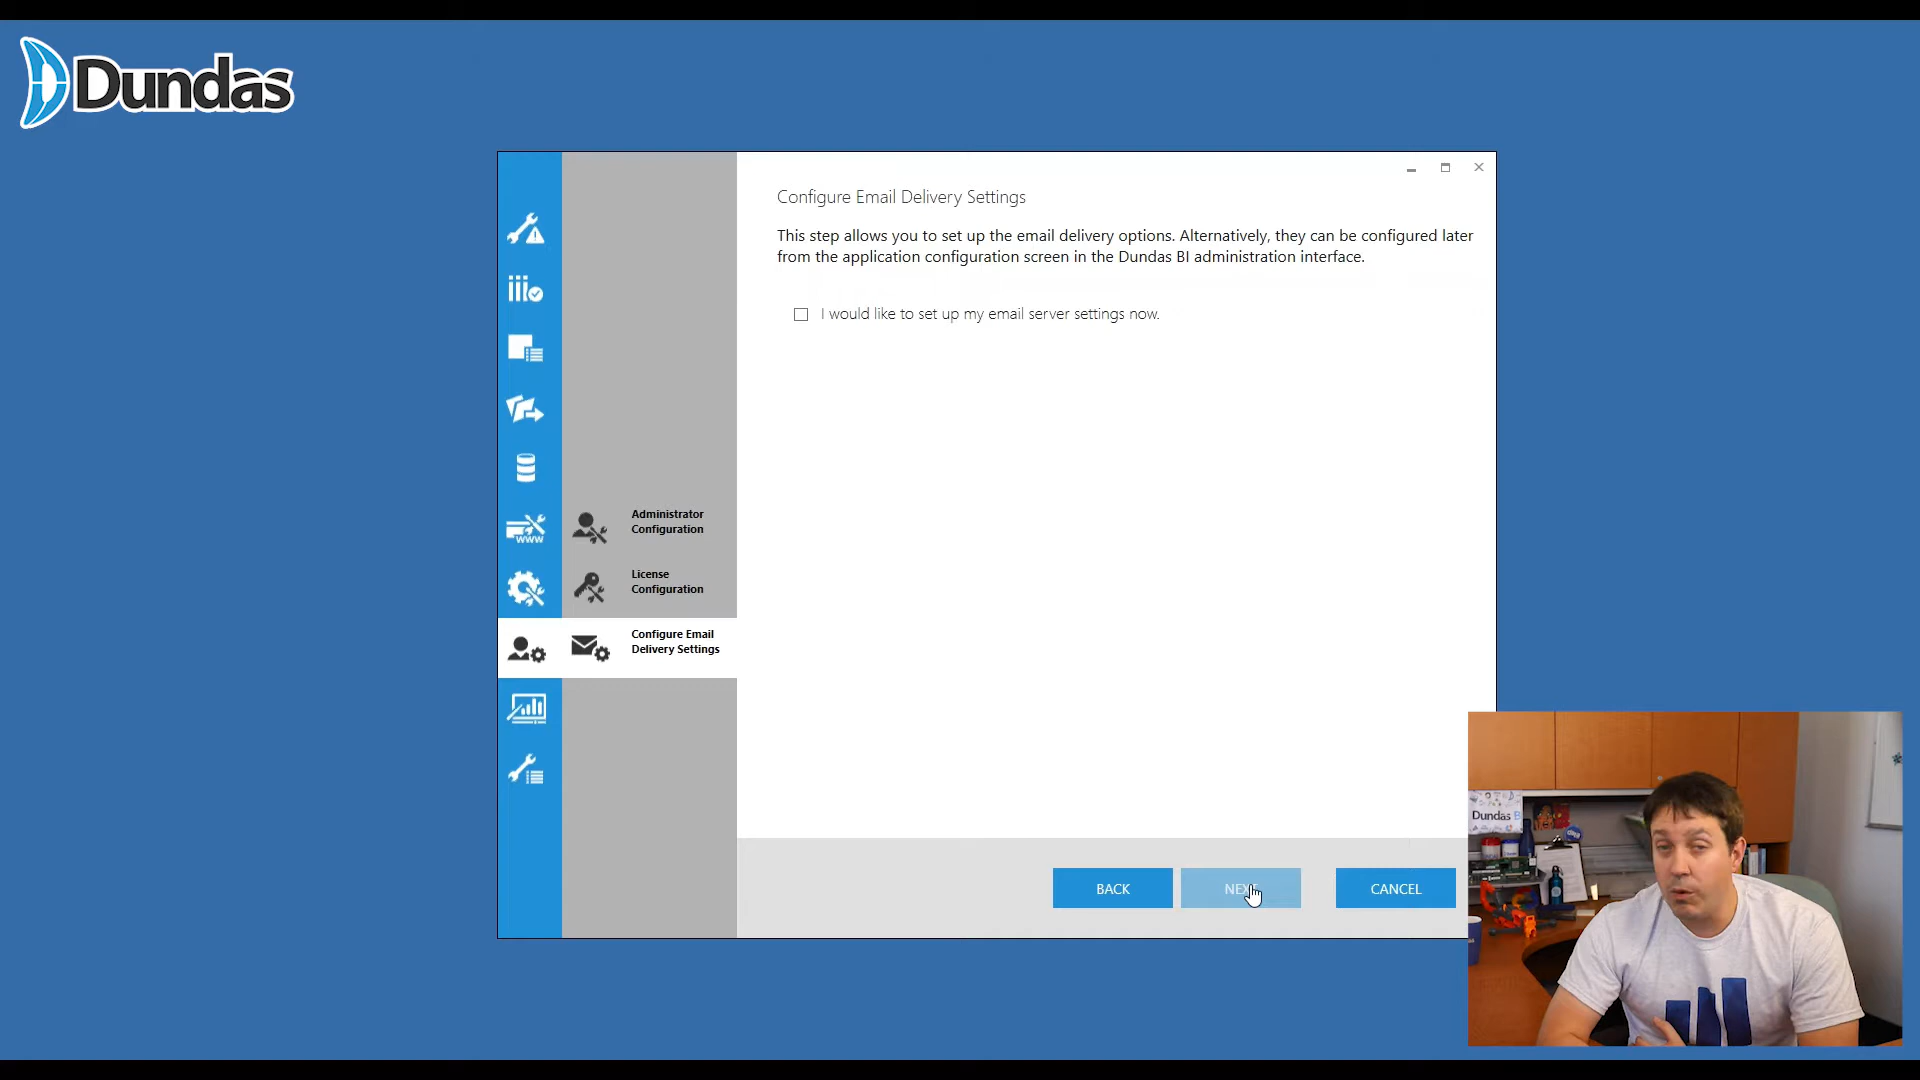 Dundas
Configure Email Delivery Settings
This step allows you to set up the email delivery options. Alternatively, they can be configured later
from the application configuration screen in the Dundas BI administration interface.
I would like to set up my email server settings now.
www
Administrator
Configuration
License
Configuration
Configure Email
Delivery Settings
BACK
NEXT
CANCEL
Dundas B